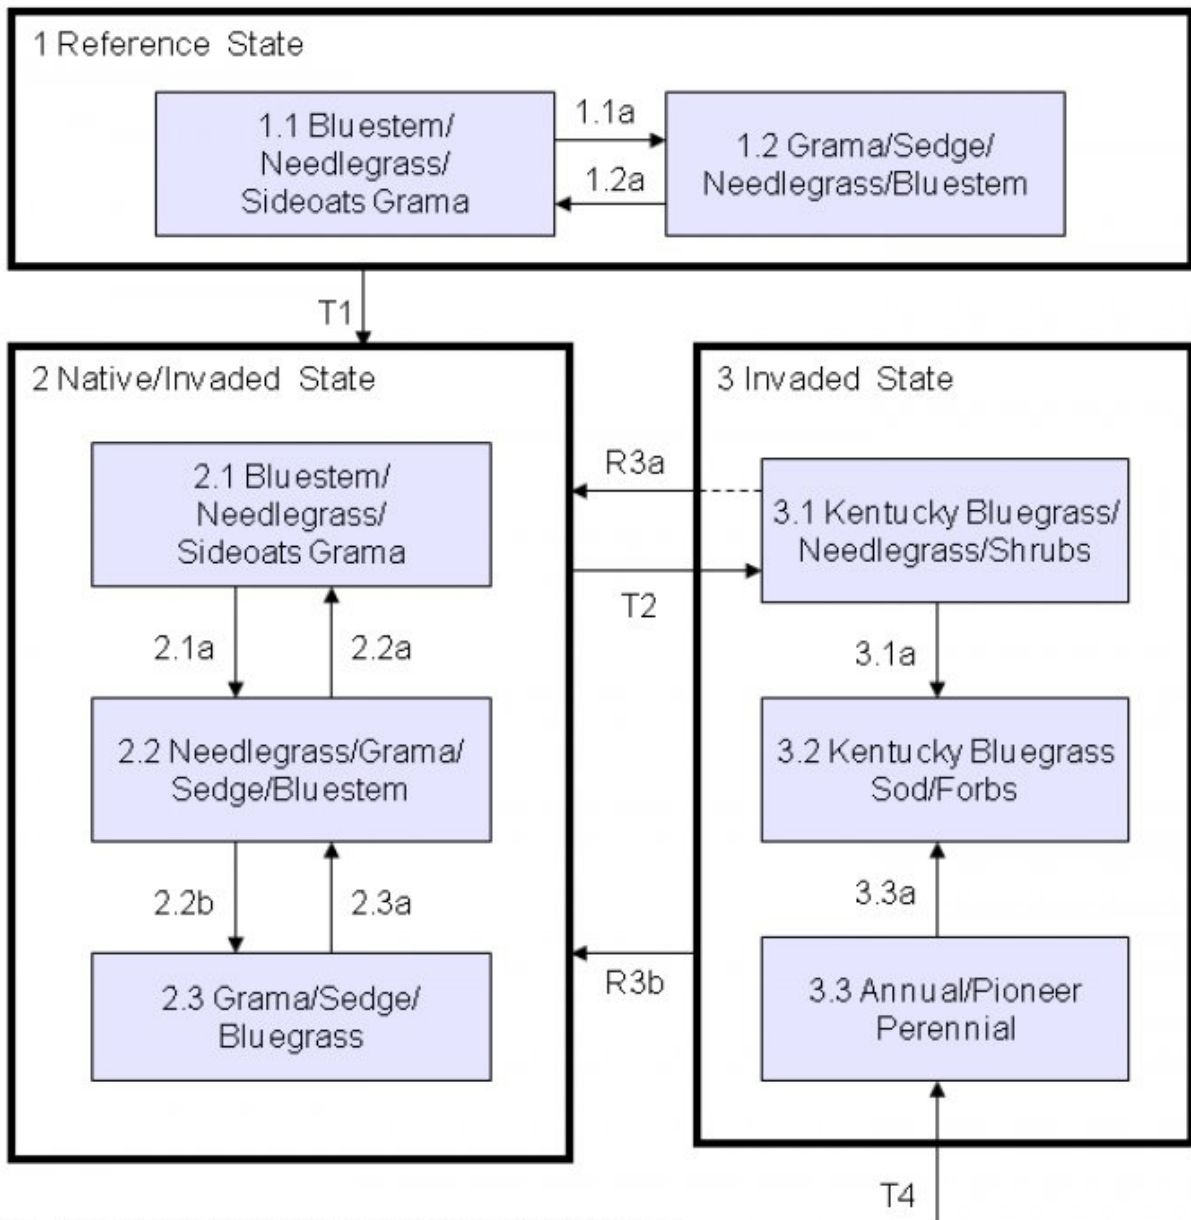 1 Reference State
1.1 Bluestem/
Needlegrass/
Sideoats Grama
1.1a
1.2a
1.2 Grama/Sedge/
Needlegrass/Bluestem
T1
2 Native/Invaded State
2.1 Bluestem/
Needlegrass/
Sideoats Grama
2.1a
2.2a
2.2 Needlegrass/Grama/
Sedge/Bluestem
2.2b
2.3a
2.3 Grama/Sedge/
Bluegrass
R3a
T2
R3b
3 Invaded State
3.1 Kentucky Bluegrass/
Needlegrass/Shrubs
3.1a
3.2 Kentucky Bluegrass
Sod/Forbs
3.3a
3.3 Annual/Pioneer
Perennial
T4